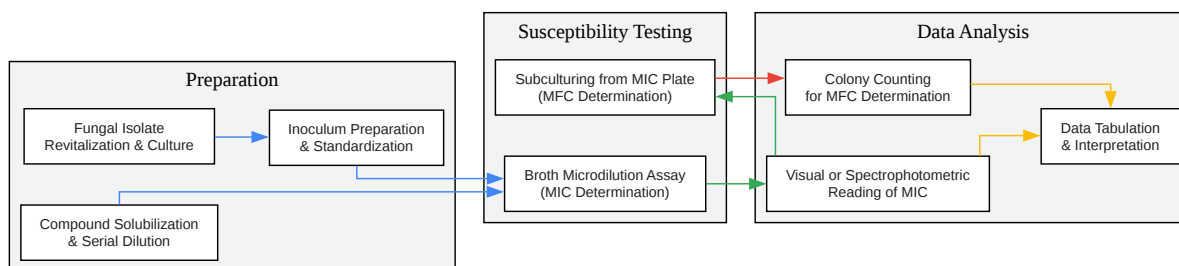 Preparation
Fungal Isolate
Revitalization & Culture
Inoculum Preparation
& Standardization
Compound Solubilization
& Serial Dilution
Susceptibility Testing
Subculturing from MIC Plate
(MFC Determination)
Broth Microdilution Assay
(MIC Determination)
Data Analysis
Colony Counting
for MFC Determination
Visual or Spectrophotometric
Reading of MIC
Data Tabulation
& Interpretation